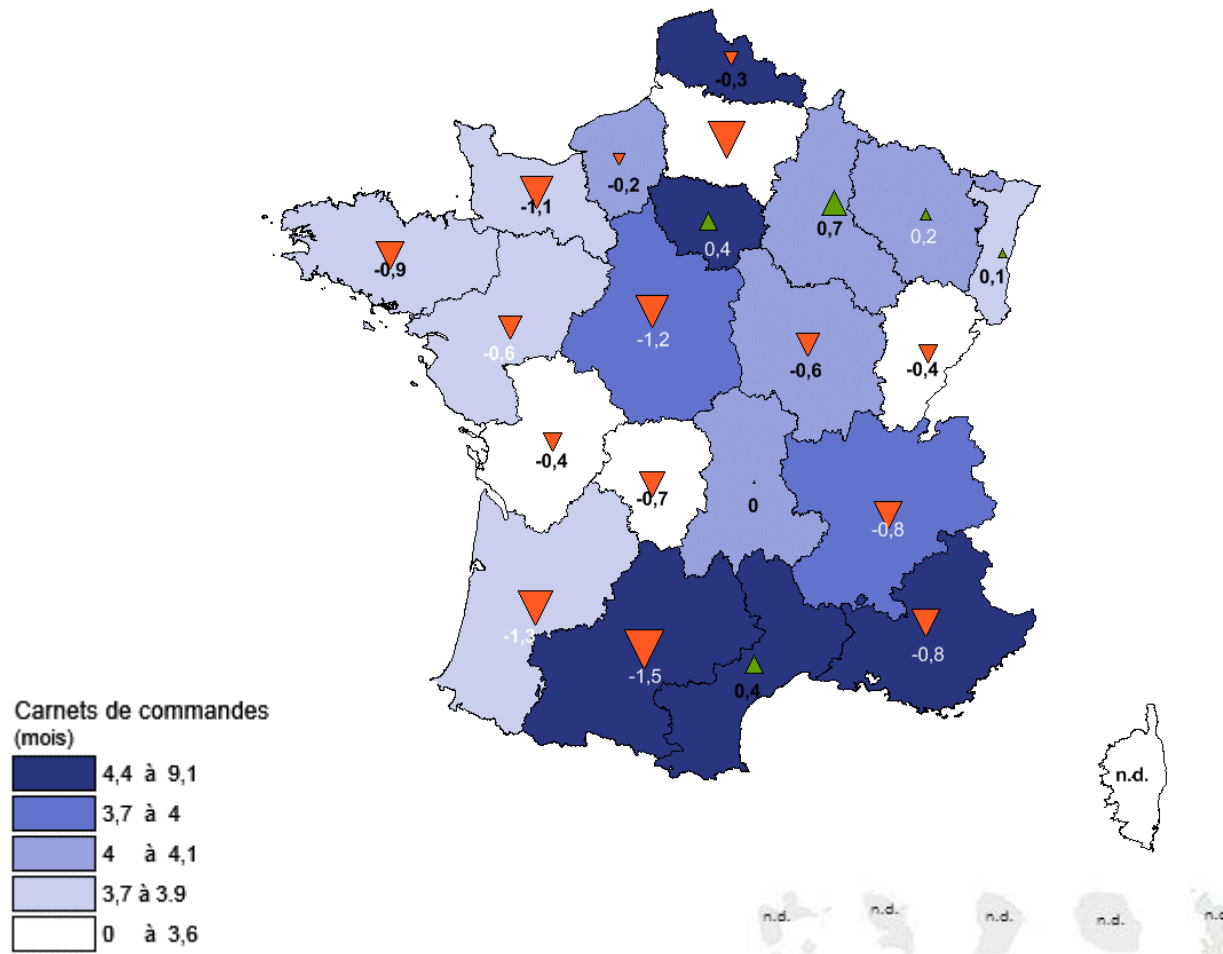 -0,3
-0,2
-1,1
0,4
0,7
0,2
0,1
-0,9
-0,6
-1,2
-0,6
-0,4
-0,4
-0,7
0
-0,8
-1,3
-1,5
0,4
-0,8
Carnets de commandes
(mois)
4,4 à 9,1
3,7 à 4
4 à 4,1
3,7 à 3.9
0 à 3,6
n.d.
n.d.
n.d.
n.d.
n.d.